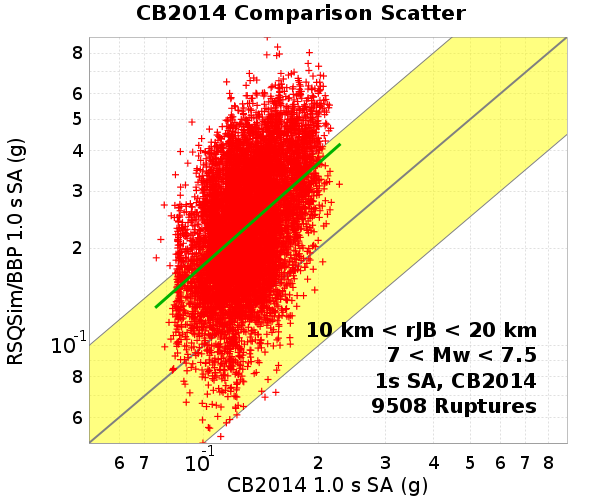 CB2014 Comparison Scatter
RSQSim/BBP 1.0 s SA (g)
8
6
5
4
3
2
10-1
8
6
10 km < rJB < 20 km
7 < Mw < 7.5
1s SA, CB2014
9508 Ruptures
6 7 10-1 2 3 4 5 6 7 8
CB2014 1.0 s SA (g)